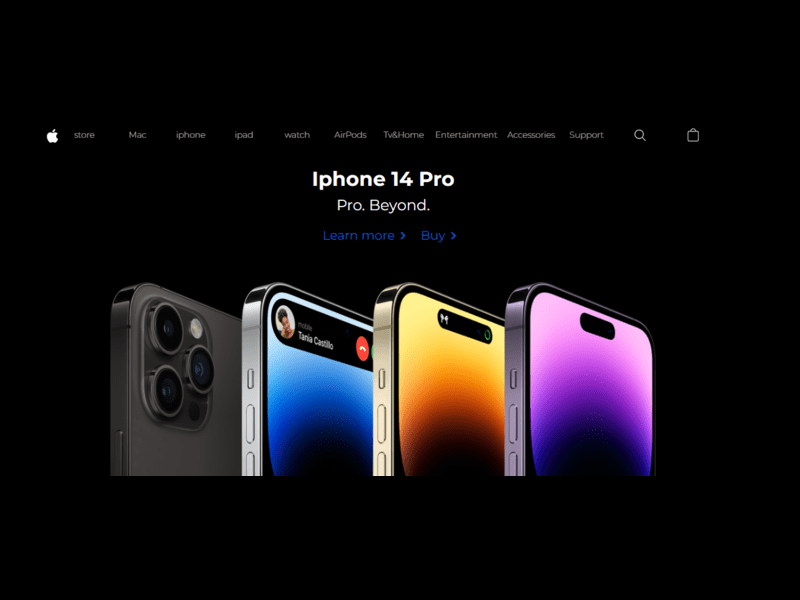 store Mac iphone ipad watch AirPods Tv&Home Entertainment Accessories Support
Iphone 14 Pro
Pro. Beyond.
Learn more Buy
mobile
Tania Castillo